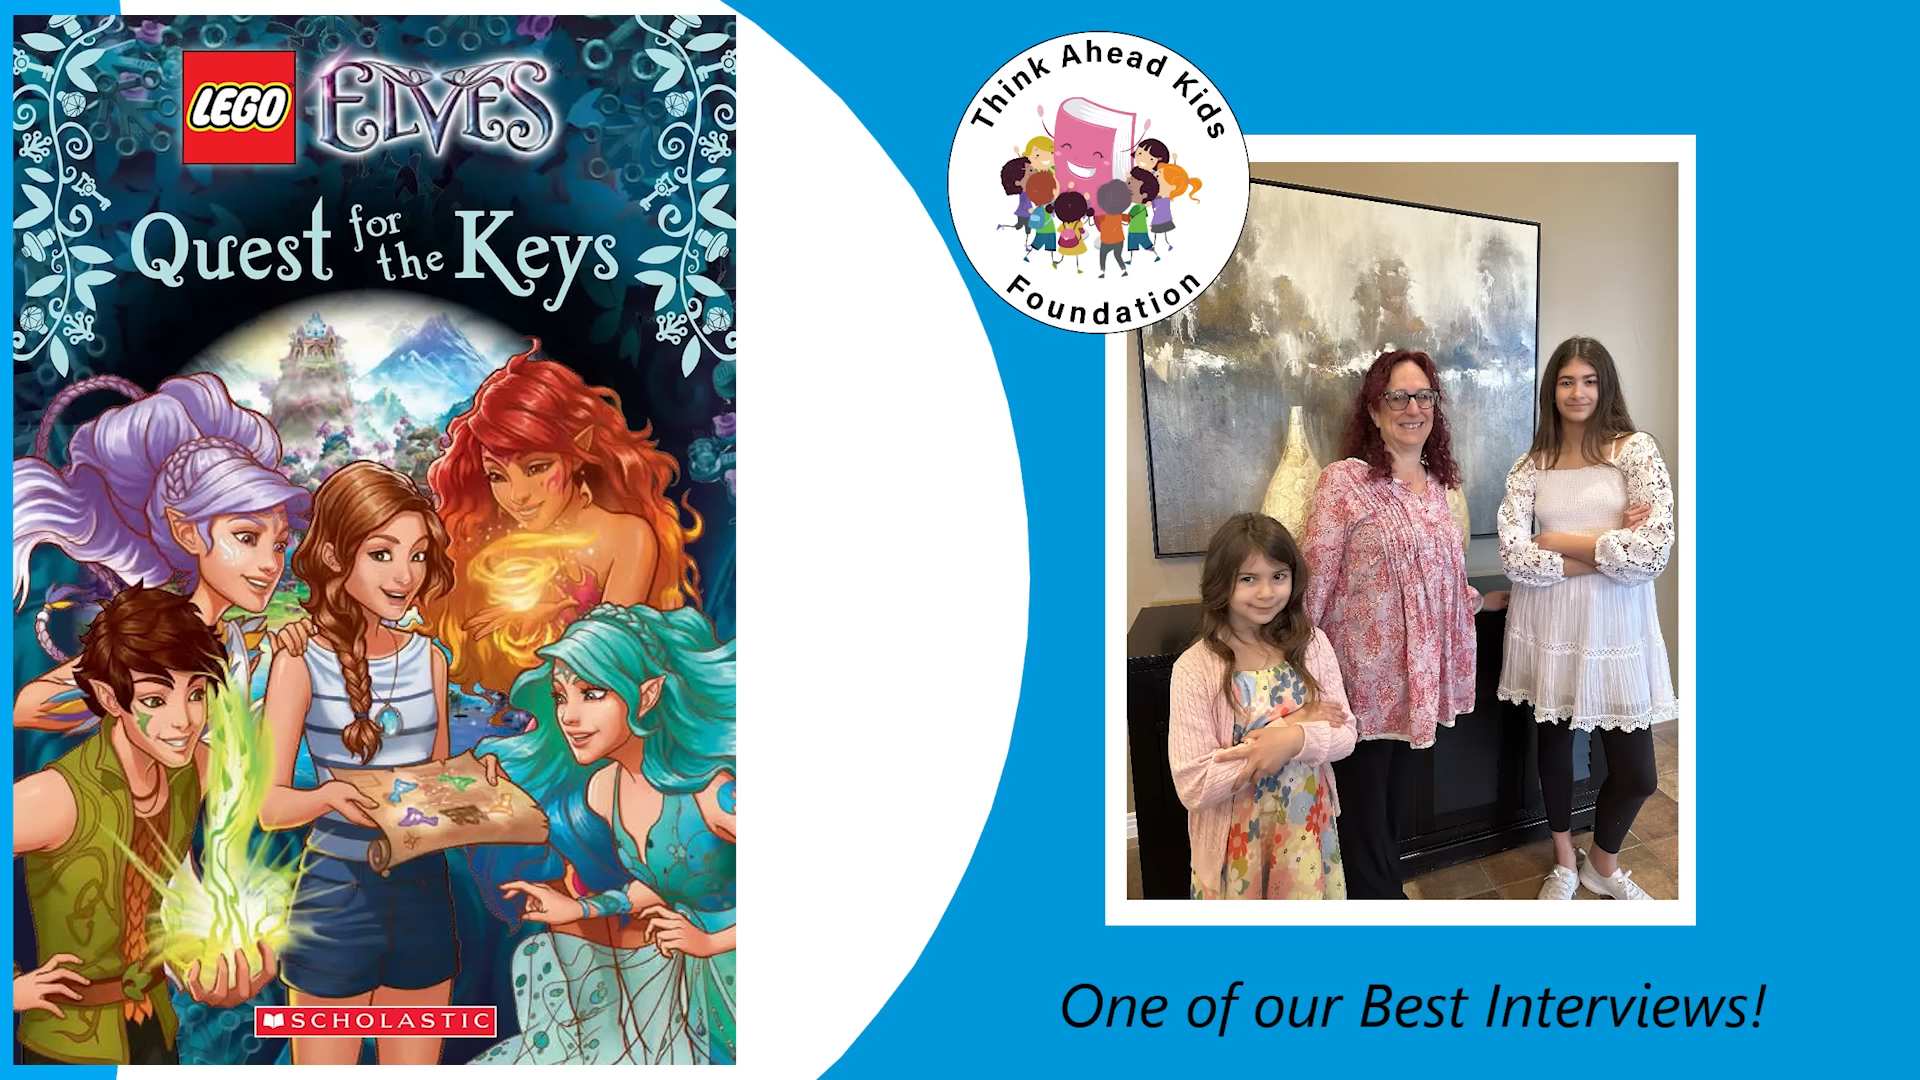 LEGO ELVES
Quest for the Keys
SCHOLASTIC
Think Ahead Kids
Foundation
One of our Best Interviews!